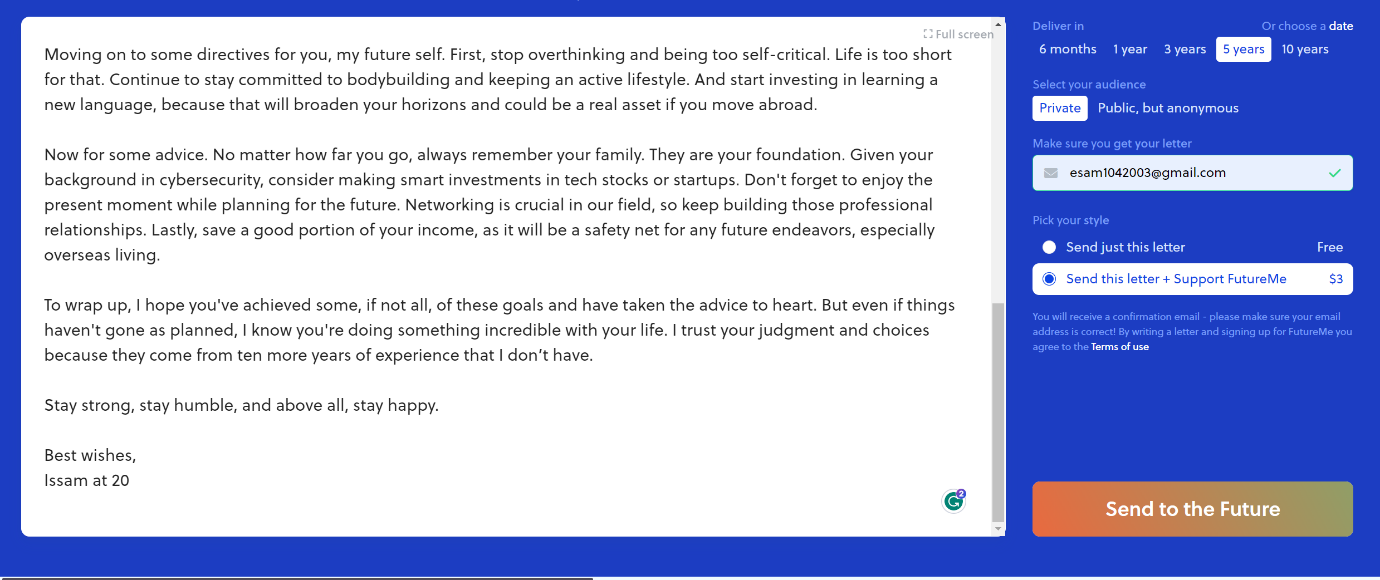 Full screen
Moving on to some directives for you, my future self. First, stop overthinking and being too self-critical. Life is too short
for that. Continue to stay committed to bodybuilding and keeping an active lifestyle. And start investing in learning a
new language, because that will broaden your horizons and could be a real asset if you move abroad.
Now for some advice. No matter how far you go, always remember your family. They are your foundation. Given your
background in cybersecurity, consider making smart investments in tech stocks or startups. Don't forget to enjoy the
present moment while planning for the future. Networking is crucial in our field, so keep building those professional
relationships. Lastly, save a good portion of your income, as it will be a safety net for any future endeavors, especially
overseas living.
To wrap up, I hope you've achieved some, if not all, of these goals and have taken the advice to heart. But even if things
haven't gone as planned, I know you're doing something incredible with your life. I trust your judgment and choices
because they come from ten more years of experience that I don’t have.
Stay strong, stay humble, and above all, stay happy.
Best wishes,
Issam at 20
G 2
Deliver in Or choose a date
6 months 1 year 3 years 5 years 10 years
Select your audience
Private Public, but anonymous
Make sure you get your letter
esam1042003@gmail.com
Pick your style
Send just this letter Free
Send this letter + Support FutureMe $3
You will receive a confirmation email - please make sure your email
address is correct! By writing a letter and signing up for FutureMe you
agree to the Terms of use
Send to the Future